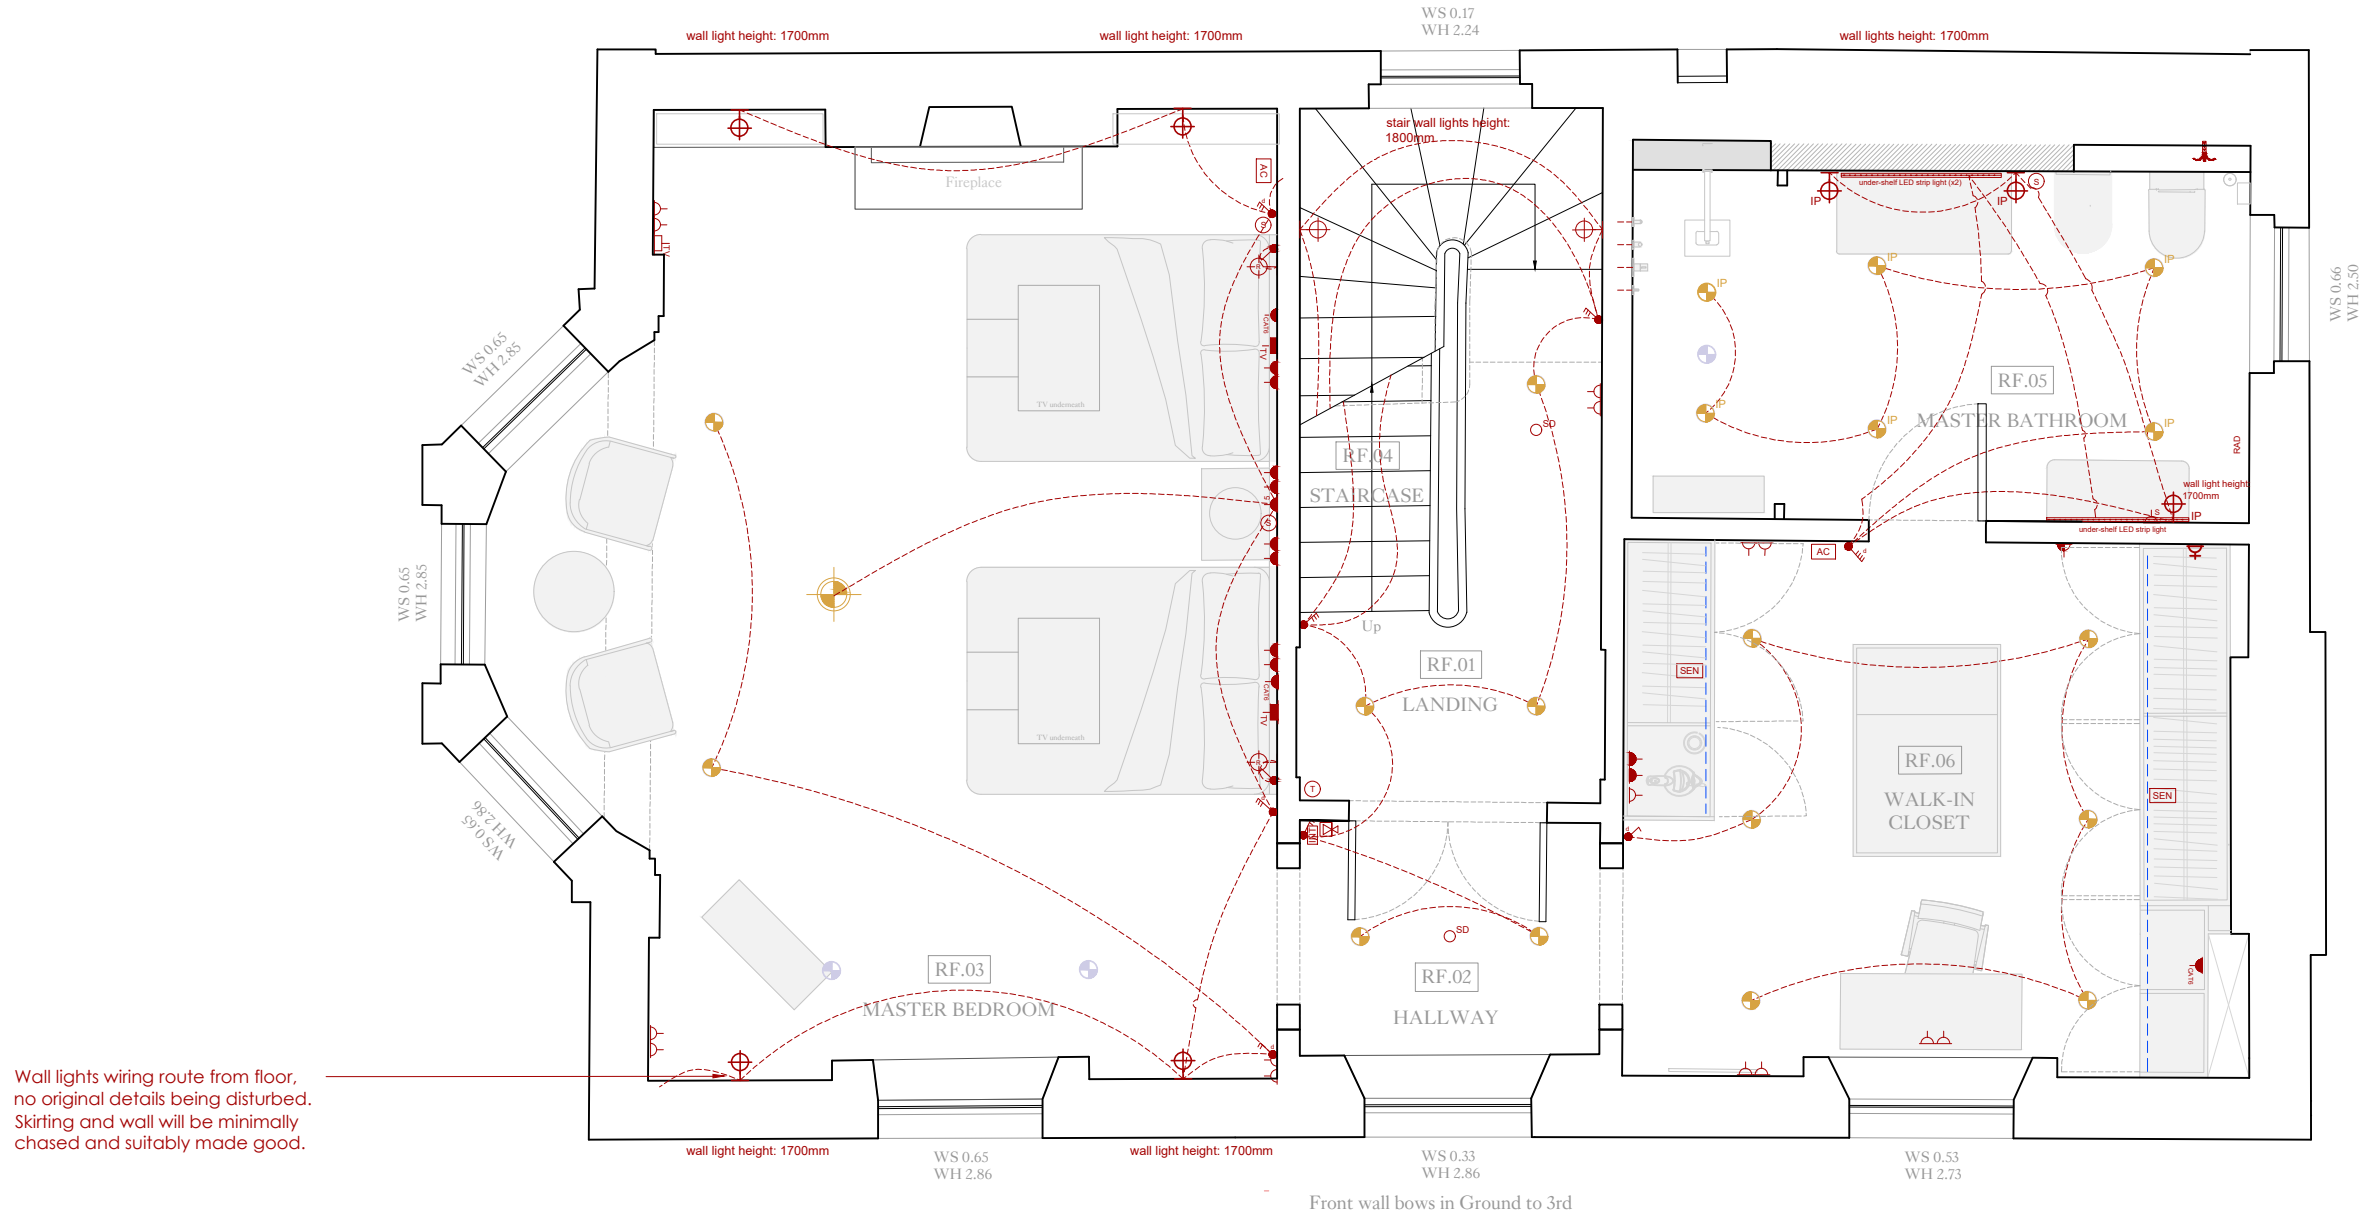 WS 0.17
WH 2.24
wall light height: 1700mm
wall light height: 1700mm
wall lights height: 1700mm
stair wall lights height:
1800mm
Fireplace
AC
ITV
S
under-shelf LED strip light (x2)
S
IP
IP
IP
IP
IP
IP
IP
IP
WS 0.66
WH 2.50
WS 0.65
WH 2.85
CAT6
TV
TV underneath
RF.05
MASTER BATHROOM
RAD
SD
RF.04
STAIRCASE
wall light height
1700mm
S
IP
under-shelf LED strip light
AC
S
WS 0.65
WH 2.85
Up
RF.01
LANDING
SEN
CAT6
TV
TV underneath
RF.06
WALK-IN
CLOSET
SEN
T
INT
WS 0.65
WH 2.86
SD
RF.03
MASTER BEDROOM
RF.02
HALLWAY
CAT6
Wall lights wiring route from floor,
no original details being disturbed.
Skirting and wall will be minimally
chased and suitably made good.
wall light height: 1700mm
wall light height: 1700mm
WS 0.65
WH 2.86
WS 0.33
WH 2.86
WS 0.53
WH 2.73
Front wall bows in Ground to 3rd